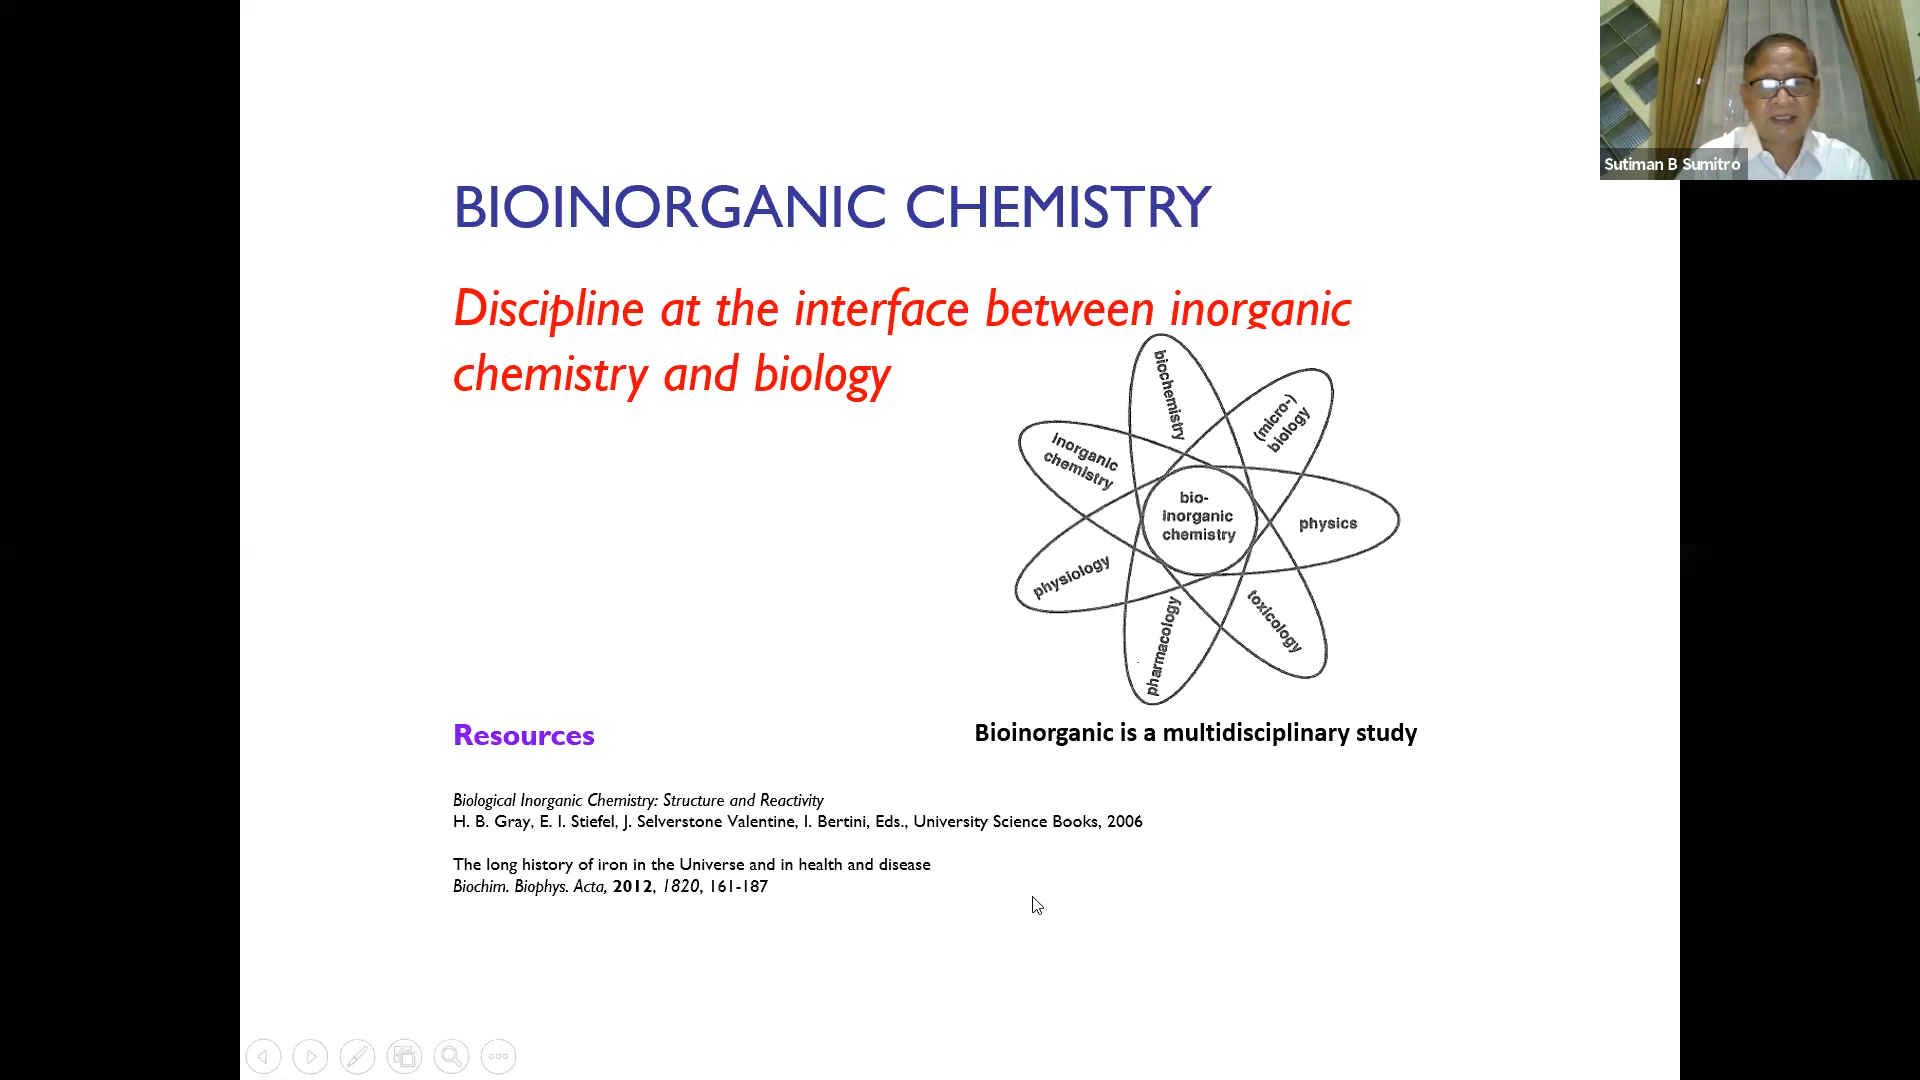 Sutiman B Sumitro
BIOINORGANIC CHEMISTRY
Discipline at the interface between inorganic
chemistry and biology
biochemistry
(micro-)
biology
inorganic
chemistry
bio-
inorganic
chemistry
physics
physiology
toxicology
pharmacology
Resources
Bioinorganic is a multidisciplinary study
Biological Inorganic Chemistry: Structure and Reactivity
H. B. Gray, E. I. Stiefel, J. Selverstone Valentine, I. Bertini, Eds., University Science Books, 2006
The long history of iron in the Universe and in health and disease
Biochim. Biophys. Acta, 2012, 1820, 161-187